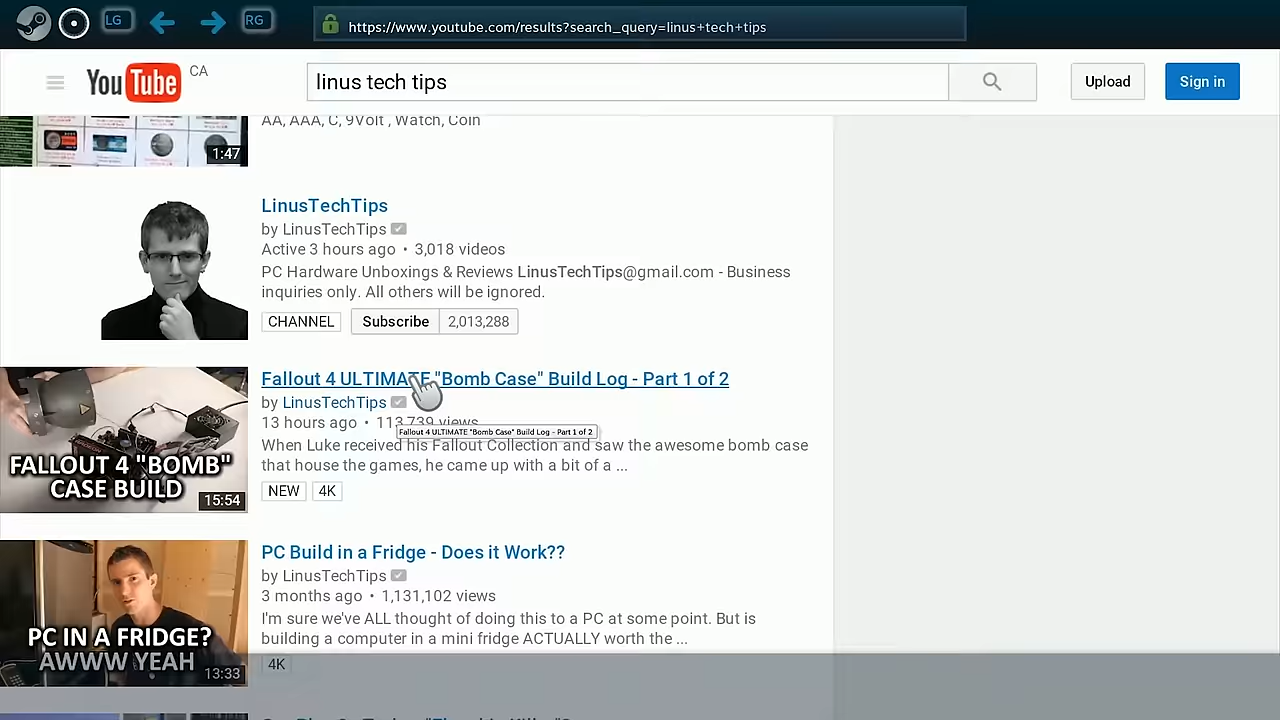 LG
RG
https://www.youtube.com/results?search_query=linus+tech+tips
YouTube CA
linus tech tips
Upload
Sign in
AA, AAA, C, 9Volt , Watch, Coin
1:47
LinusTechTips
by LinusTechTips
Active 3 hours ago • 3,018 videos
PC Hardware Unboxings & Reviews LinusTechTips@gmail.com - Business
inquiries only. All others will be ignored.
CHANNEL
Subscribe 2,013,288
Fallout 4 ULTIMATE "Bomb Case" Build Log - Part 1 of 2
by LinusTechTips
13 hours ago • 113,739 views
Fallout 4 ULTIMATE "Bomb Case" Build Log - Part 1 of 2
When Luke received his Fallout Collection and saw the awesome bomb case
that house the games, he came up with a bit of a ...
NEW 4K
FALLOUT 4 "BOMB"
CASE BUILD
15:54
PC Build in a Fridge - Does it Work??
by LinusTechTips
3 months ago • 1,131,102 views
I'm sure we've ALL thought of doing this to a PC at some point. But is
building a computer in a mini fridge ACTUALLY worth the ...
4K
PC IN A FRIDGE?
AWWW YEAH
13:33